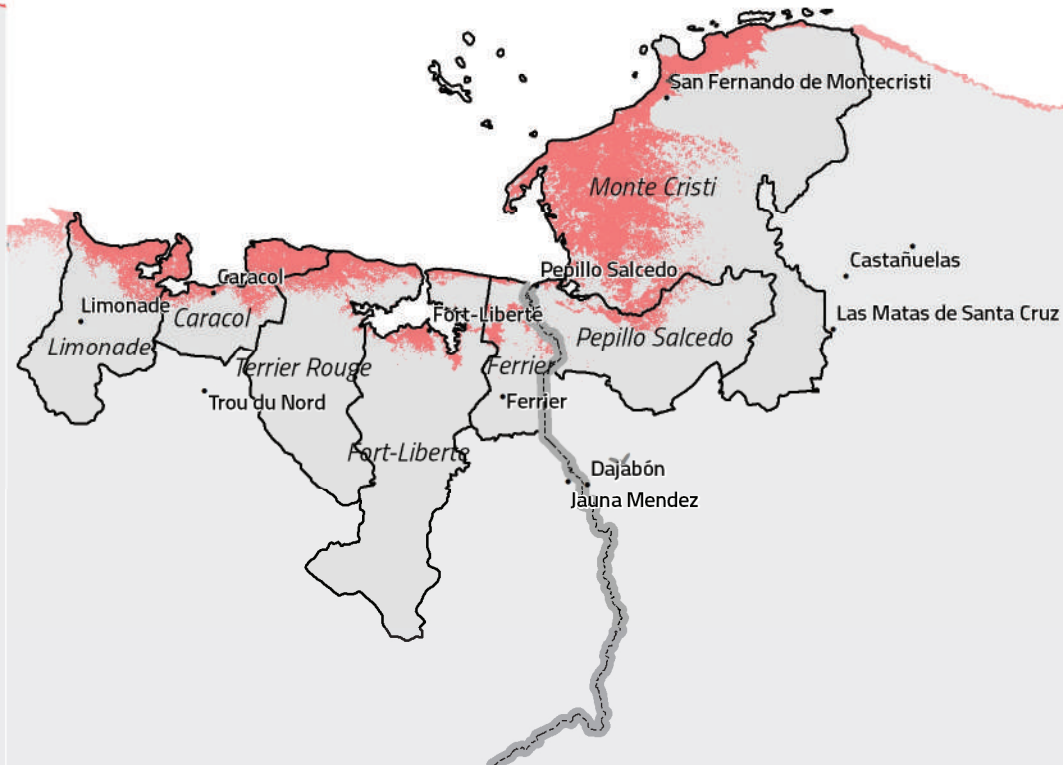 San Fernando de Montecristi
Monte Cristi
Castañuelas
Pepillo Salcedo
Caracol
Limonade
Caracol
Fort-Liberté
Las Matas de Santa Cruz
Limonade
Pepillo Salcedo
Terrier Rouge
Ferrier
Trou du Nord
Ferrier
Fort-Liberte
Dajabón
Jauna Mendez